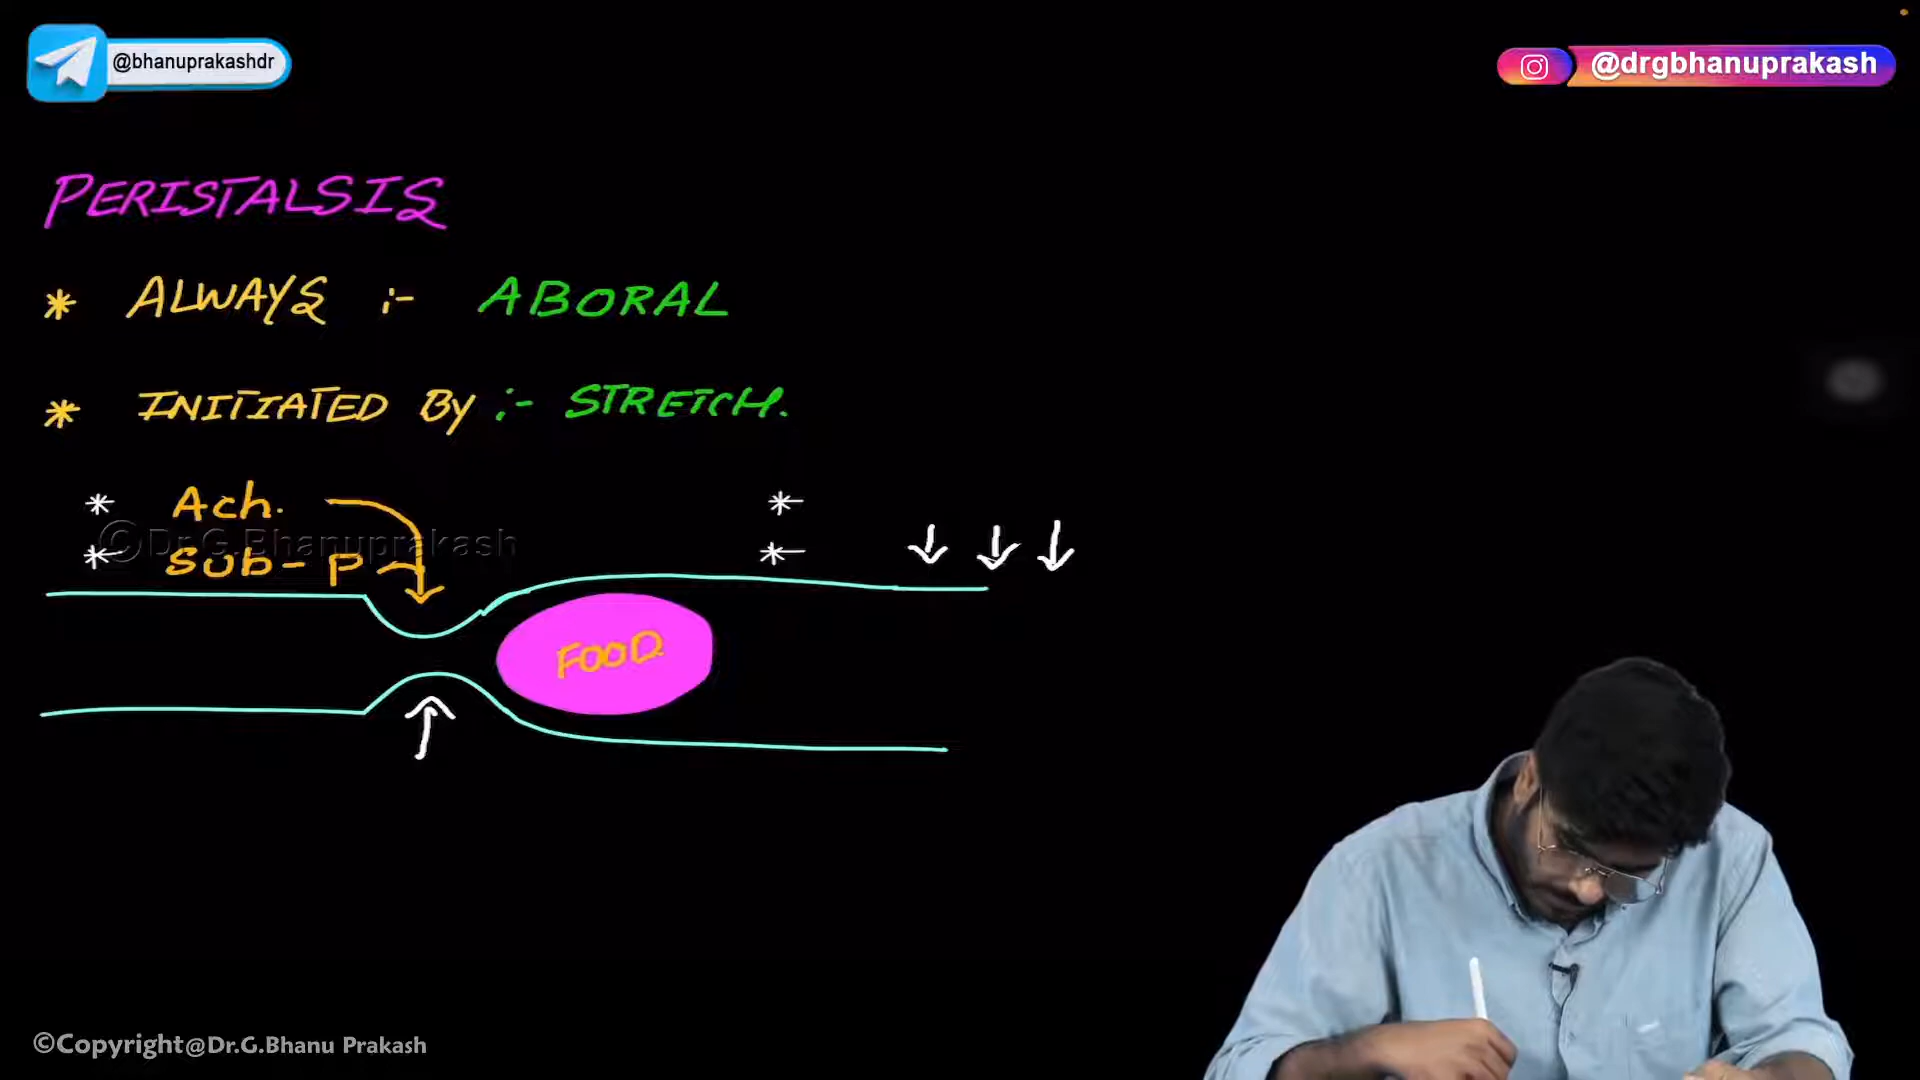 @bhanuprakashdr
@drgbhanuprakash
PERISTALSIS
* ALWAYS :- ABORAL
* INITIATED BY :- STRETCH.
* Ach. *
©Dr.G.Bhanuprakash
* Sub-P *
FOOD
©Copyright@Dr.G.Bhanu Prakash